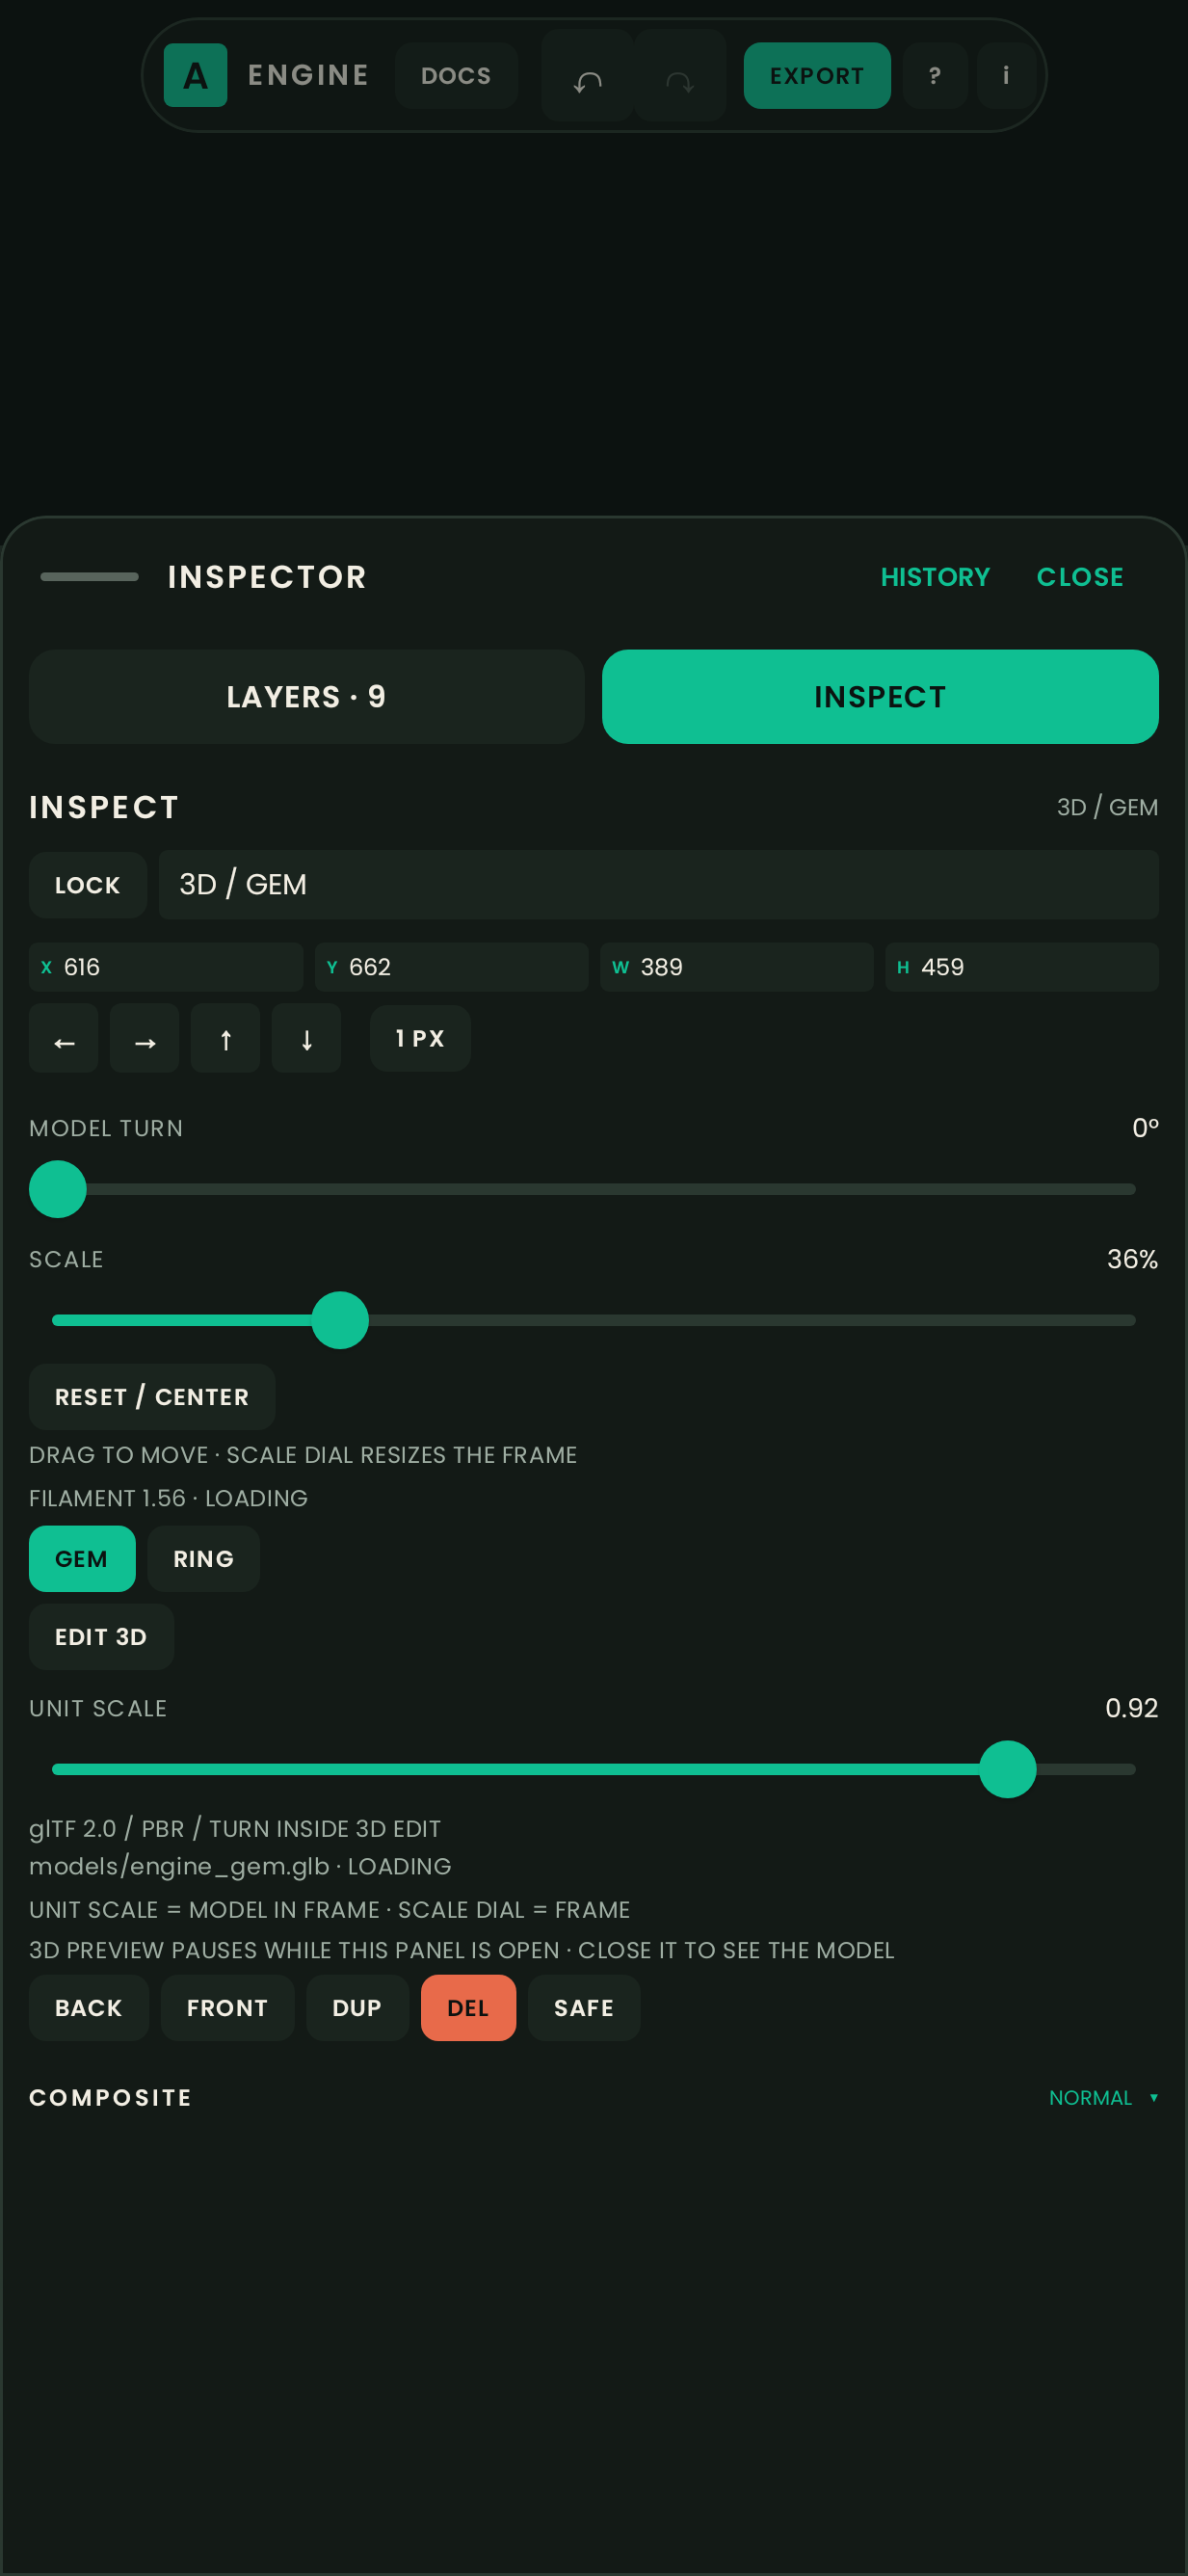 A ENGINE DOCS EXPORT ? i
INSPECTOR HISTORY CLOSE
LAYERS · 9 INSPECT
INSPECT 3D / GEM
LOCK 3D / GEM
X 616 Y 662 W 389 H 459
← → ↑ ↓ 1 PX
MODEL TURN 0°
SCALE 36%
RESET / CENTER
DRAG TO MOVE · SCALE DIAL RESIZES THE FRAME
FILAMENT 1.56 · LOADING
GEM RING
EDIT 3D
UNIT SCALE 0.92
glTF 2.0 / PBR / TURN INSIDE 3D EDIT
models/engine_gem.glb · LOADING
UNIT SCALE = MODEL IN FRAME · SCALE DIAL = FRAME
3D PREVIEW PAUSES WHILE THIS PANEL IS OPEN · CLOSE IT TO SEE THE MODEL
BACK FRONT DUP DEL SAFE
COMPOSITE NORMAL ▾